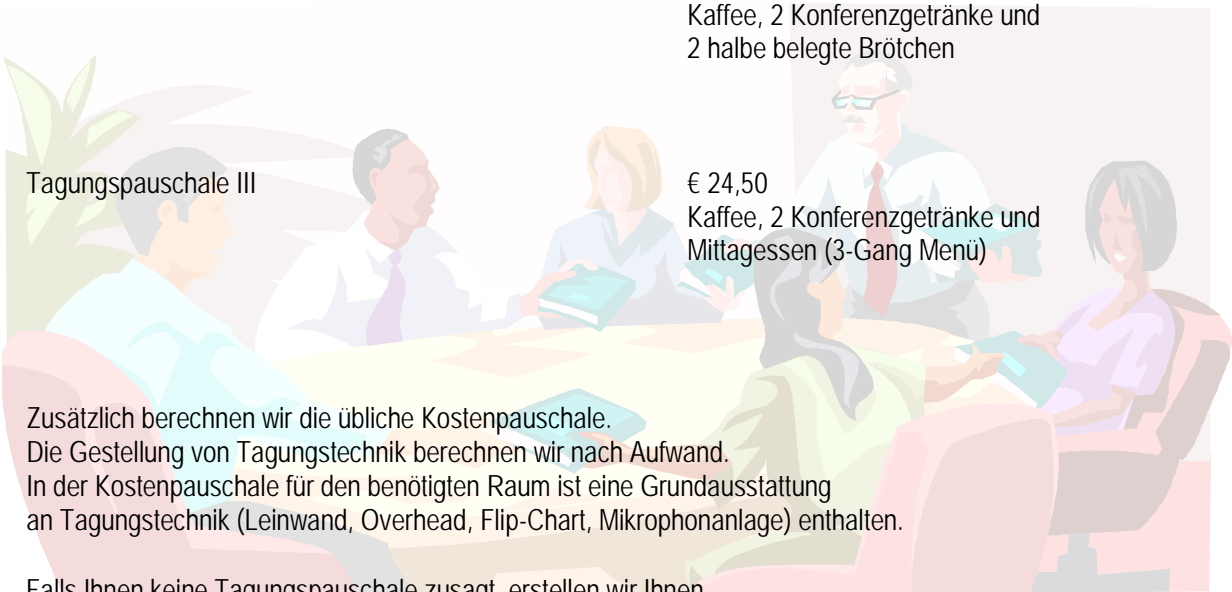 Kaffee, 2 Konferenzgetränke und
2 halbe belegte Brötchen
Tagungspauschale III
€ 24,50
Kaffee, 2 Konferenzgetränke und
Mittagessen (3-Gang Menü)
Zusätzlich berechnen wir die übliche Kostenpauschale.
Die Gestellung von Tagungstechnik berechnen wir nach Aufwand.
In der Kostenpauschale für den benötigten Raum ist eine Grundausstattung
an Tagungstechnik (Leinwand, Overhead, Flip-Chart, Mikrophonanlage) enthalten.
Falls Ihnen keine Tagungspauschale zusagt, erstellen wir Ihnen